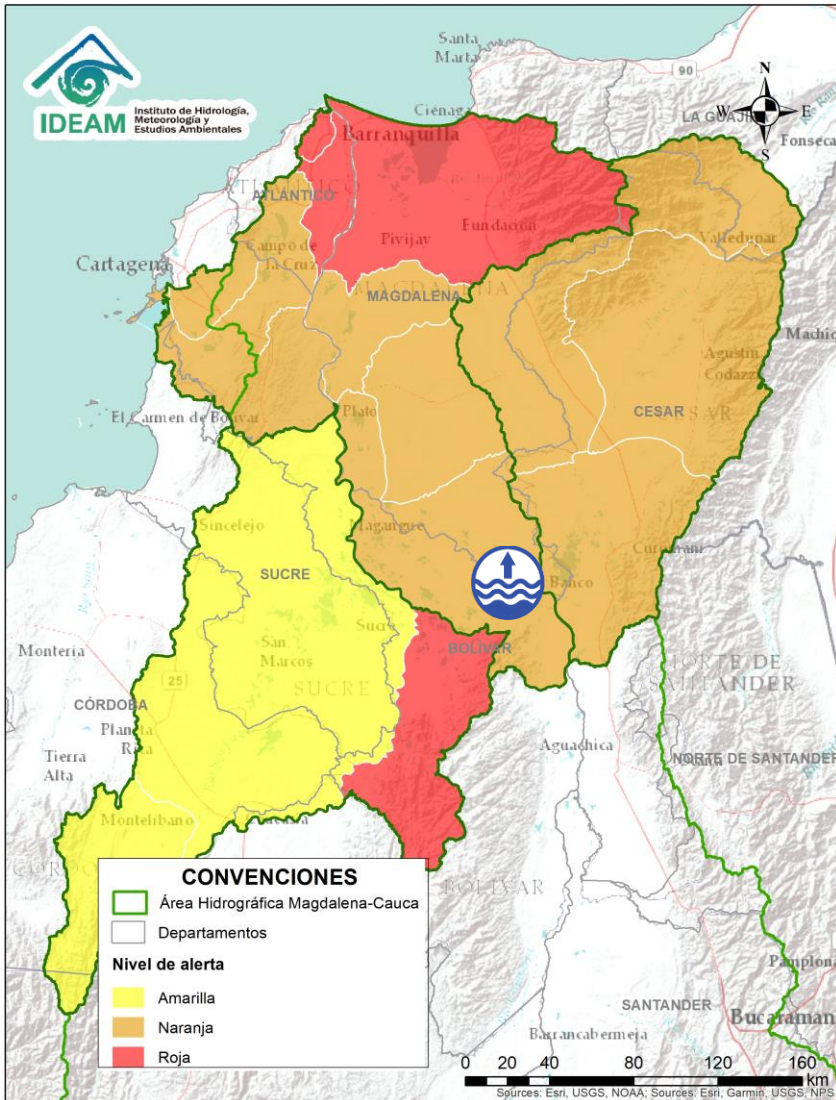 IDEAM
Instituto de Hidrología,
Meteorología y
Estudios Ambientales
Santa
Marta
90
N
W
E
S
LA GUAJIR
Fonseca
Ciénaga
Barranquilla
ATLÁNTICO
Fundación
Pivijay
Campo de
la Cruz
Valledupar
Cartagena
MAGDALENA
Agustín
Codazzi
El Carmen de Bolívar
Plato
CESAR
Sincelejo
Magangué
SUCRE
Banco
Sucre
San
Marcos
SUCRE
BOLÍVAR
Montería
25
CÓRDOBA
Planeta
Rica
Tierra
Alta
NORTE DE
SANTANDER
Aguachica
NORTE DE SANTANDER
Montelíbano
BOLÍVAR
Pamplona
SANTANDER
Bucaraman
Barrancabermeja
CONVENCIONES
Área Hidrográfica Magdalena-Cauca
Departamentos
Nivel de alerta
Amarilla
Naranja
Roja
0 20 40 80 120 160
km
Sources: Esri, USGS, NOAA; Sources: Esri, Garmin, USGS, NPS